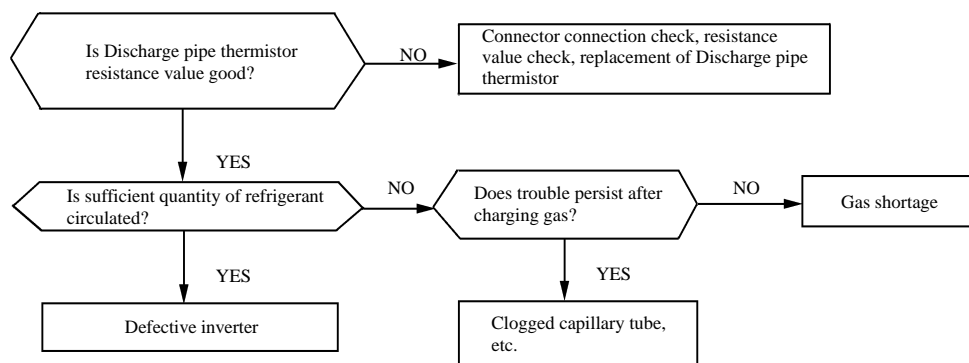 Is Discharge pipe thermistor
resistance value good?
NO
Connector connection check, resistance
value check, replacement of Discharge pipe
thermistor
YES
Is sufficient quantity of refrigerant
circulated?
NO
Does trouble persist after
charging gas?
NO
Gas shortage
YES
YES
Defective inverter
Clogged capillary tube,
etc.